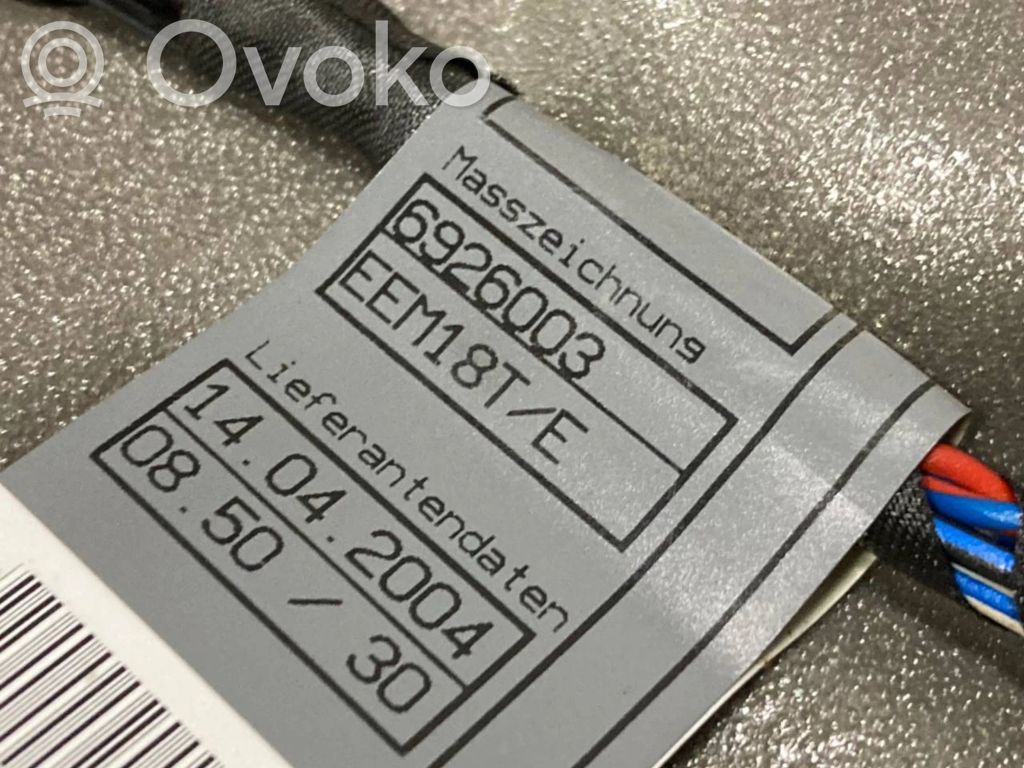 Ovoko
Masszeichnung
6926003
EEM18T/E
Lieferantendaten
14.04.2004
08.50 / 30